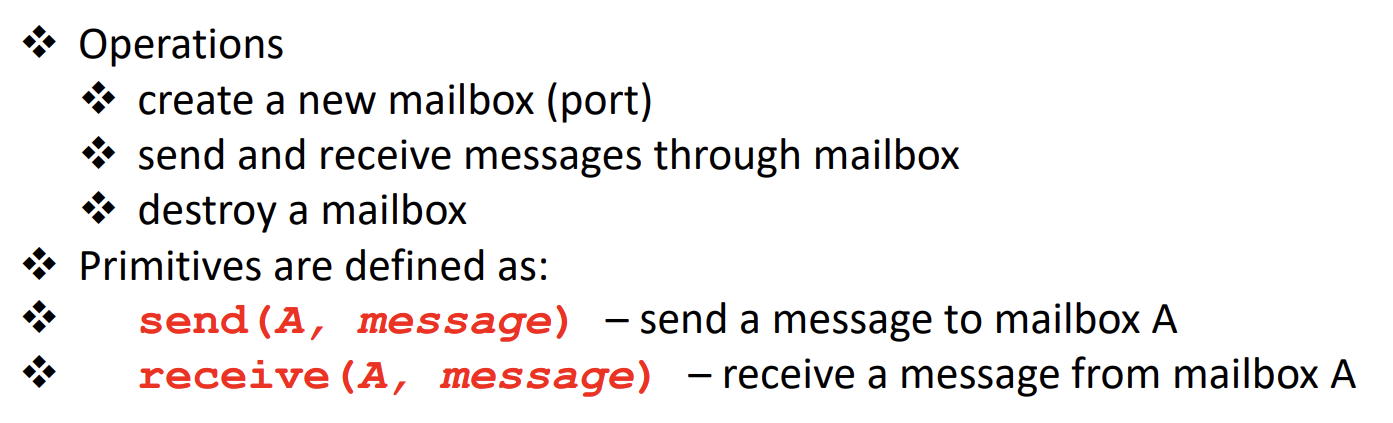 ❖ Operations
❖ create a new mailbox (port)
❖ send and receive messages through mailbox
❖ destroy a mailbox
❖ Primitives are defined as:
❖ send(A, message) – send a message to mailbox A
❖ receive(A, message) – receive a message from mailbox A